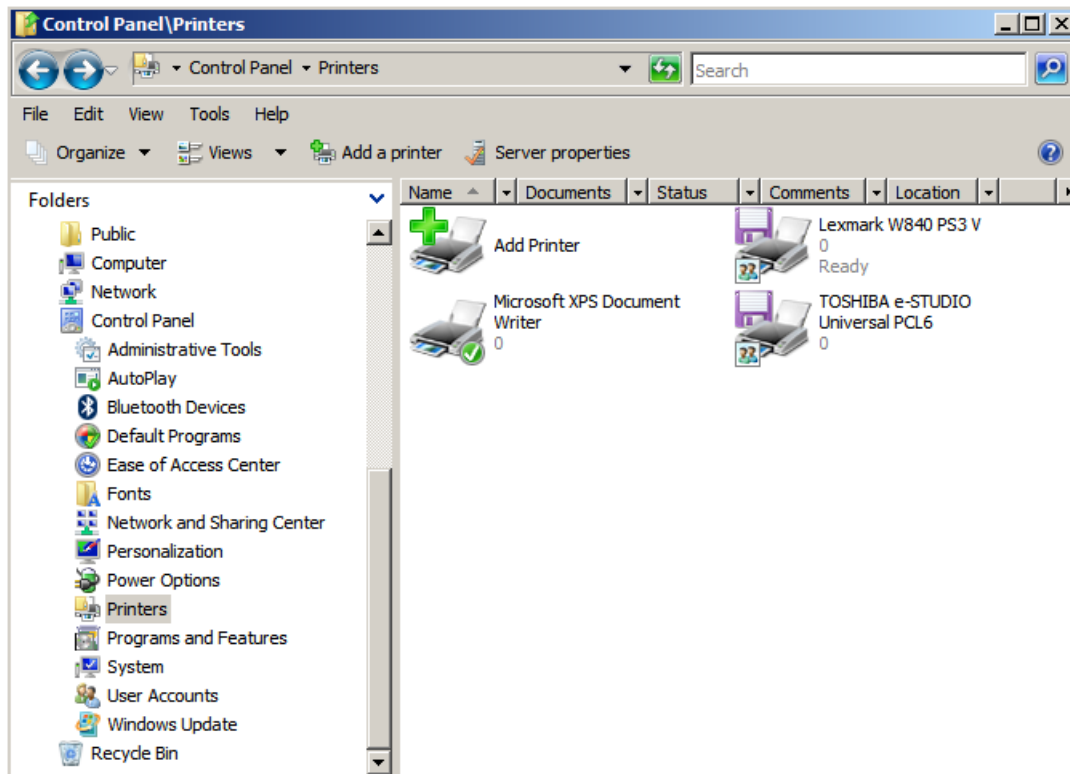 Control Panel\Printers
Control Panel Printers
Search
File Edit View Tools Help
Organize Views Add a printer Server properties
Folders
Public
Computer
Network
Control Panel
Administrative Tools
AutoPlay
Bluetooth Devices
Default Programs
Ease of Access Center
Fonts
Network and Sharing Center
Personalization
Power Options
Printers
Programs and Features
System
User Accounts
Windows Update
Recycle Bin
Name Documents Status Comments Location
Add Printer
Lexmark W840 PS3 V
0
Ready
Microsoft XPS Document
Writer
0
TOSHIBA e-STUDIO
Universal PCL6
0